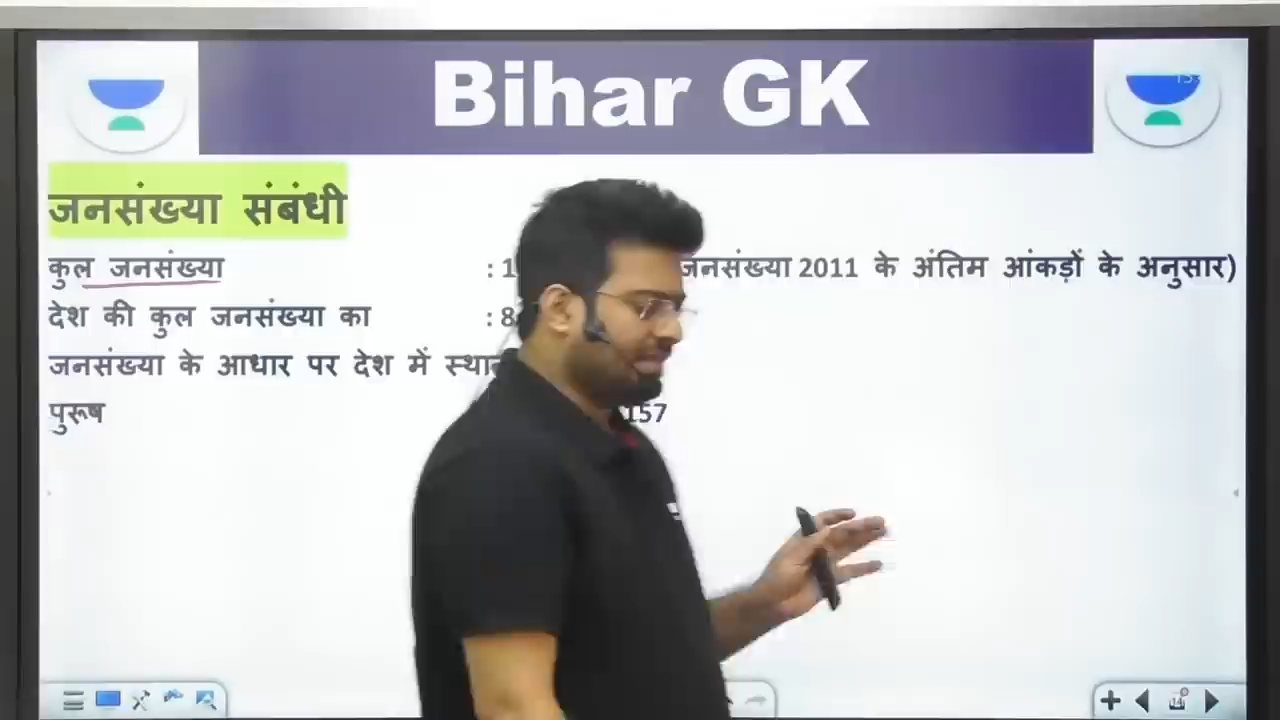 Bihar GK
जनसंख्या संबंधी
कुल जनसंख्या : 1 जनसंख्या 2011 के अंतिम आंकड़ों के अनुसार)
देश की कुल जनसंख्या का : 8
जनसंख्या के आधार पर देश में
पुरूष 157